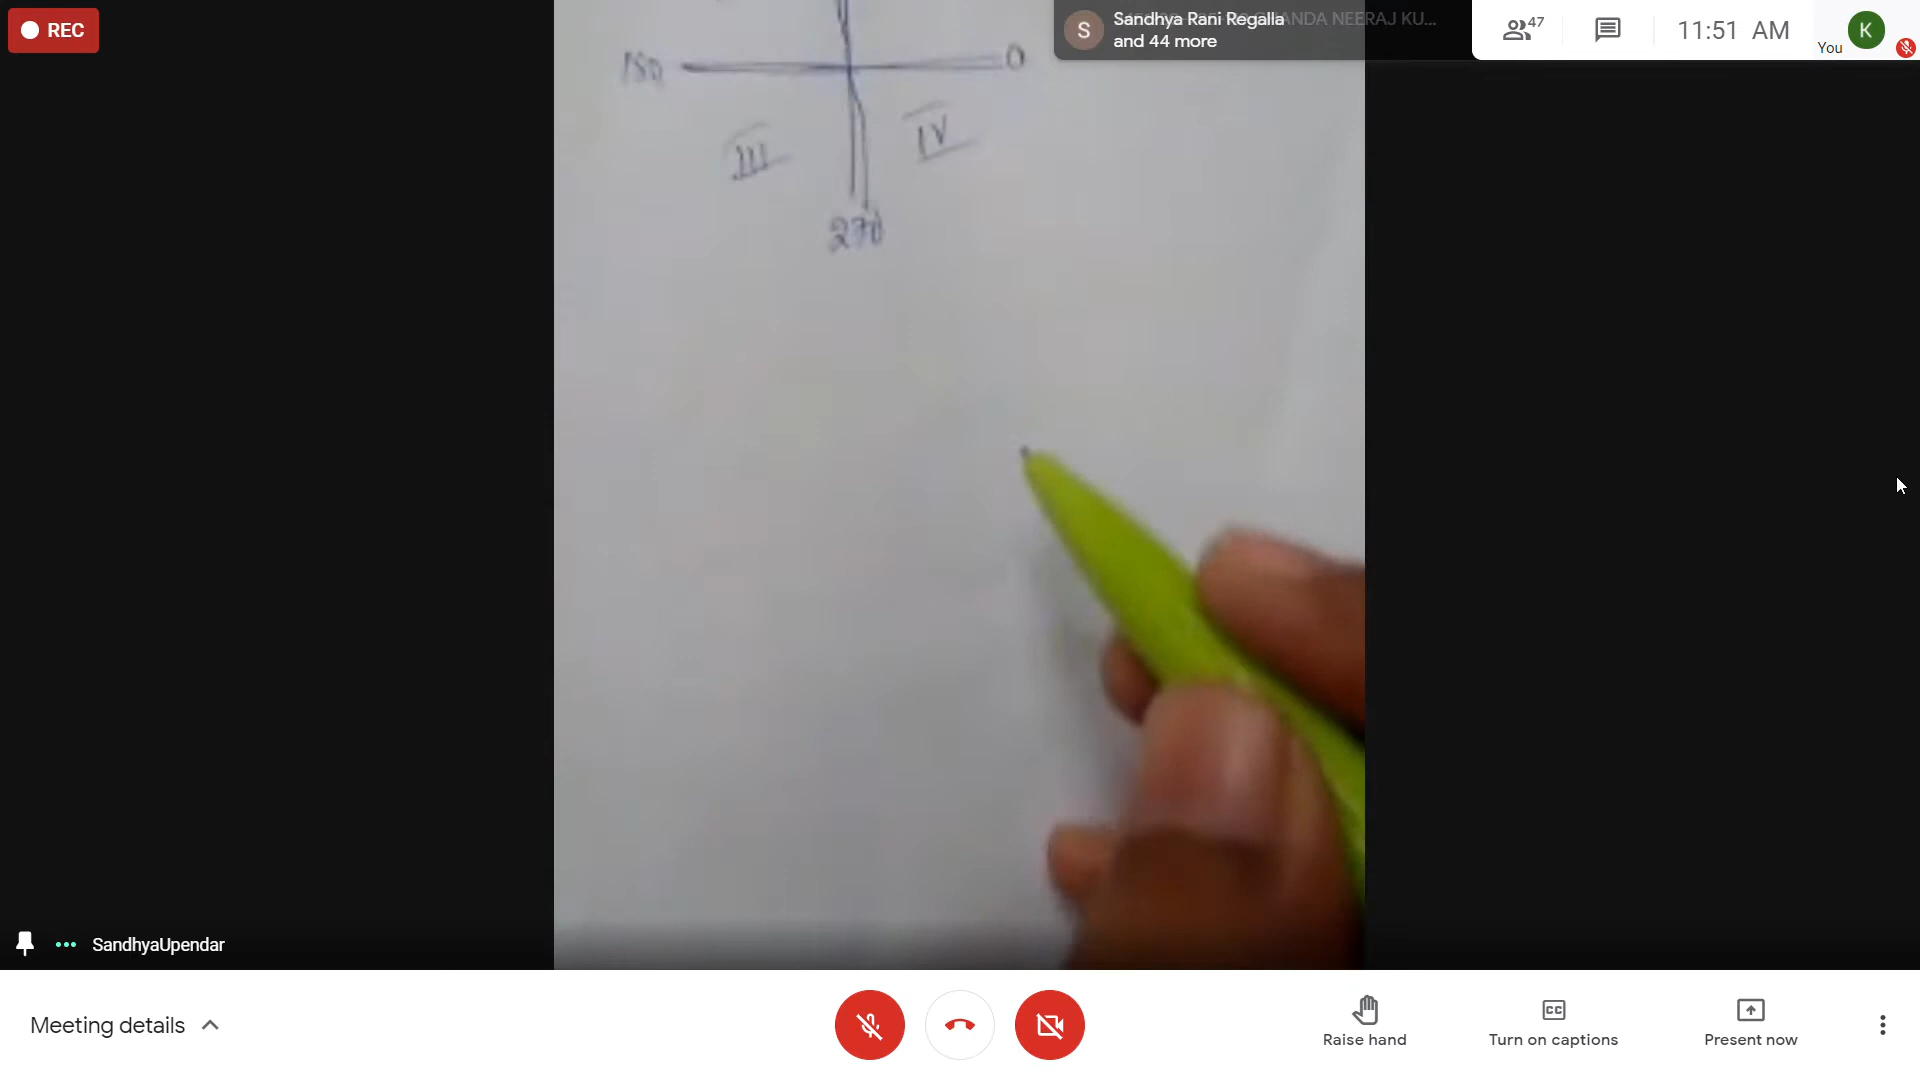 REC
Sandhya Rani Regalla
and 44 more
47
11:51 AM
You
K
S
180
0
III
IV
270
SandhyaUpendar
Meeting details
CC
Raise hand
Turn on captions
Present now